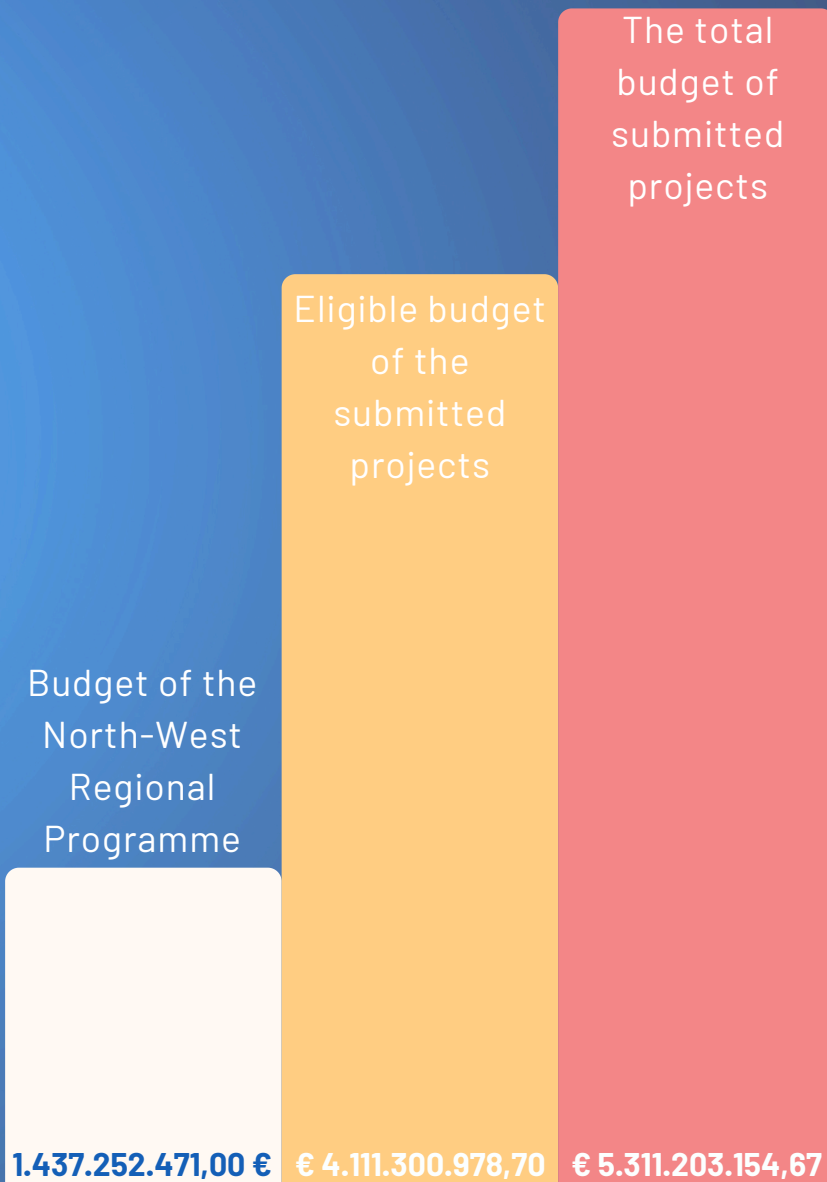 The total
budget of
submitted
projects
Eligible budget
of the
submitted
projects
Budget of the
North-West
Regional
Programme
1.437.252.471,00 €
€ 4.111.300.978,70
€ 5.311.203.154,67